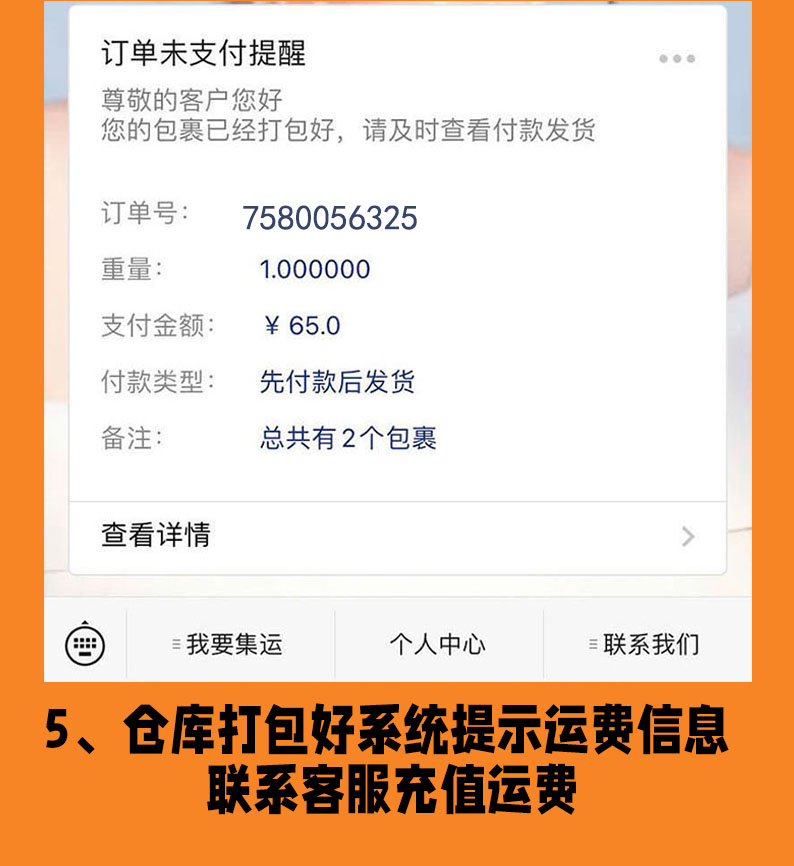 订单未支付提醒
尊敬的客户您好
您的包裹已经打包好，请及时查看付款发货
订单号： 7580056325
重量： 1.000000
支付金额： ￥ 65.0
付款类型： 先付款后发货
备注： 总共有2个包裹
查看详情
我要集运 个人中心 联系我们
5、仓库打包好系统提示运费信息
联系客服充值运费